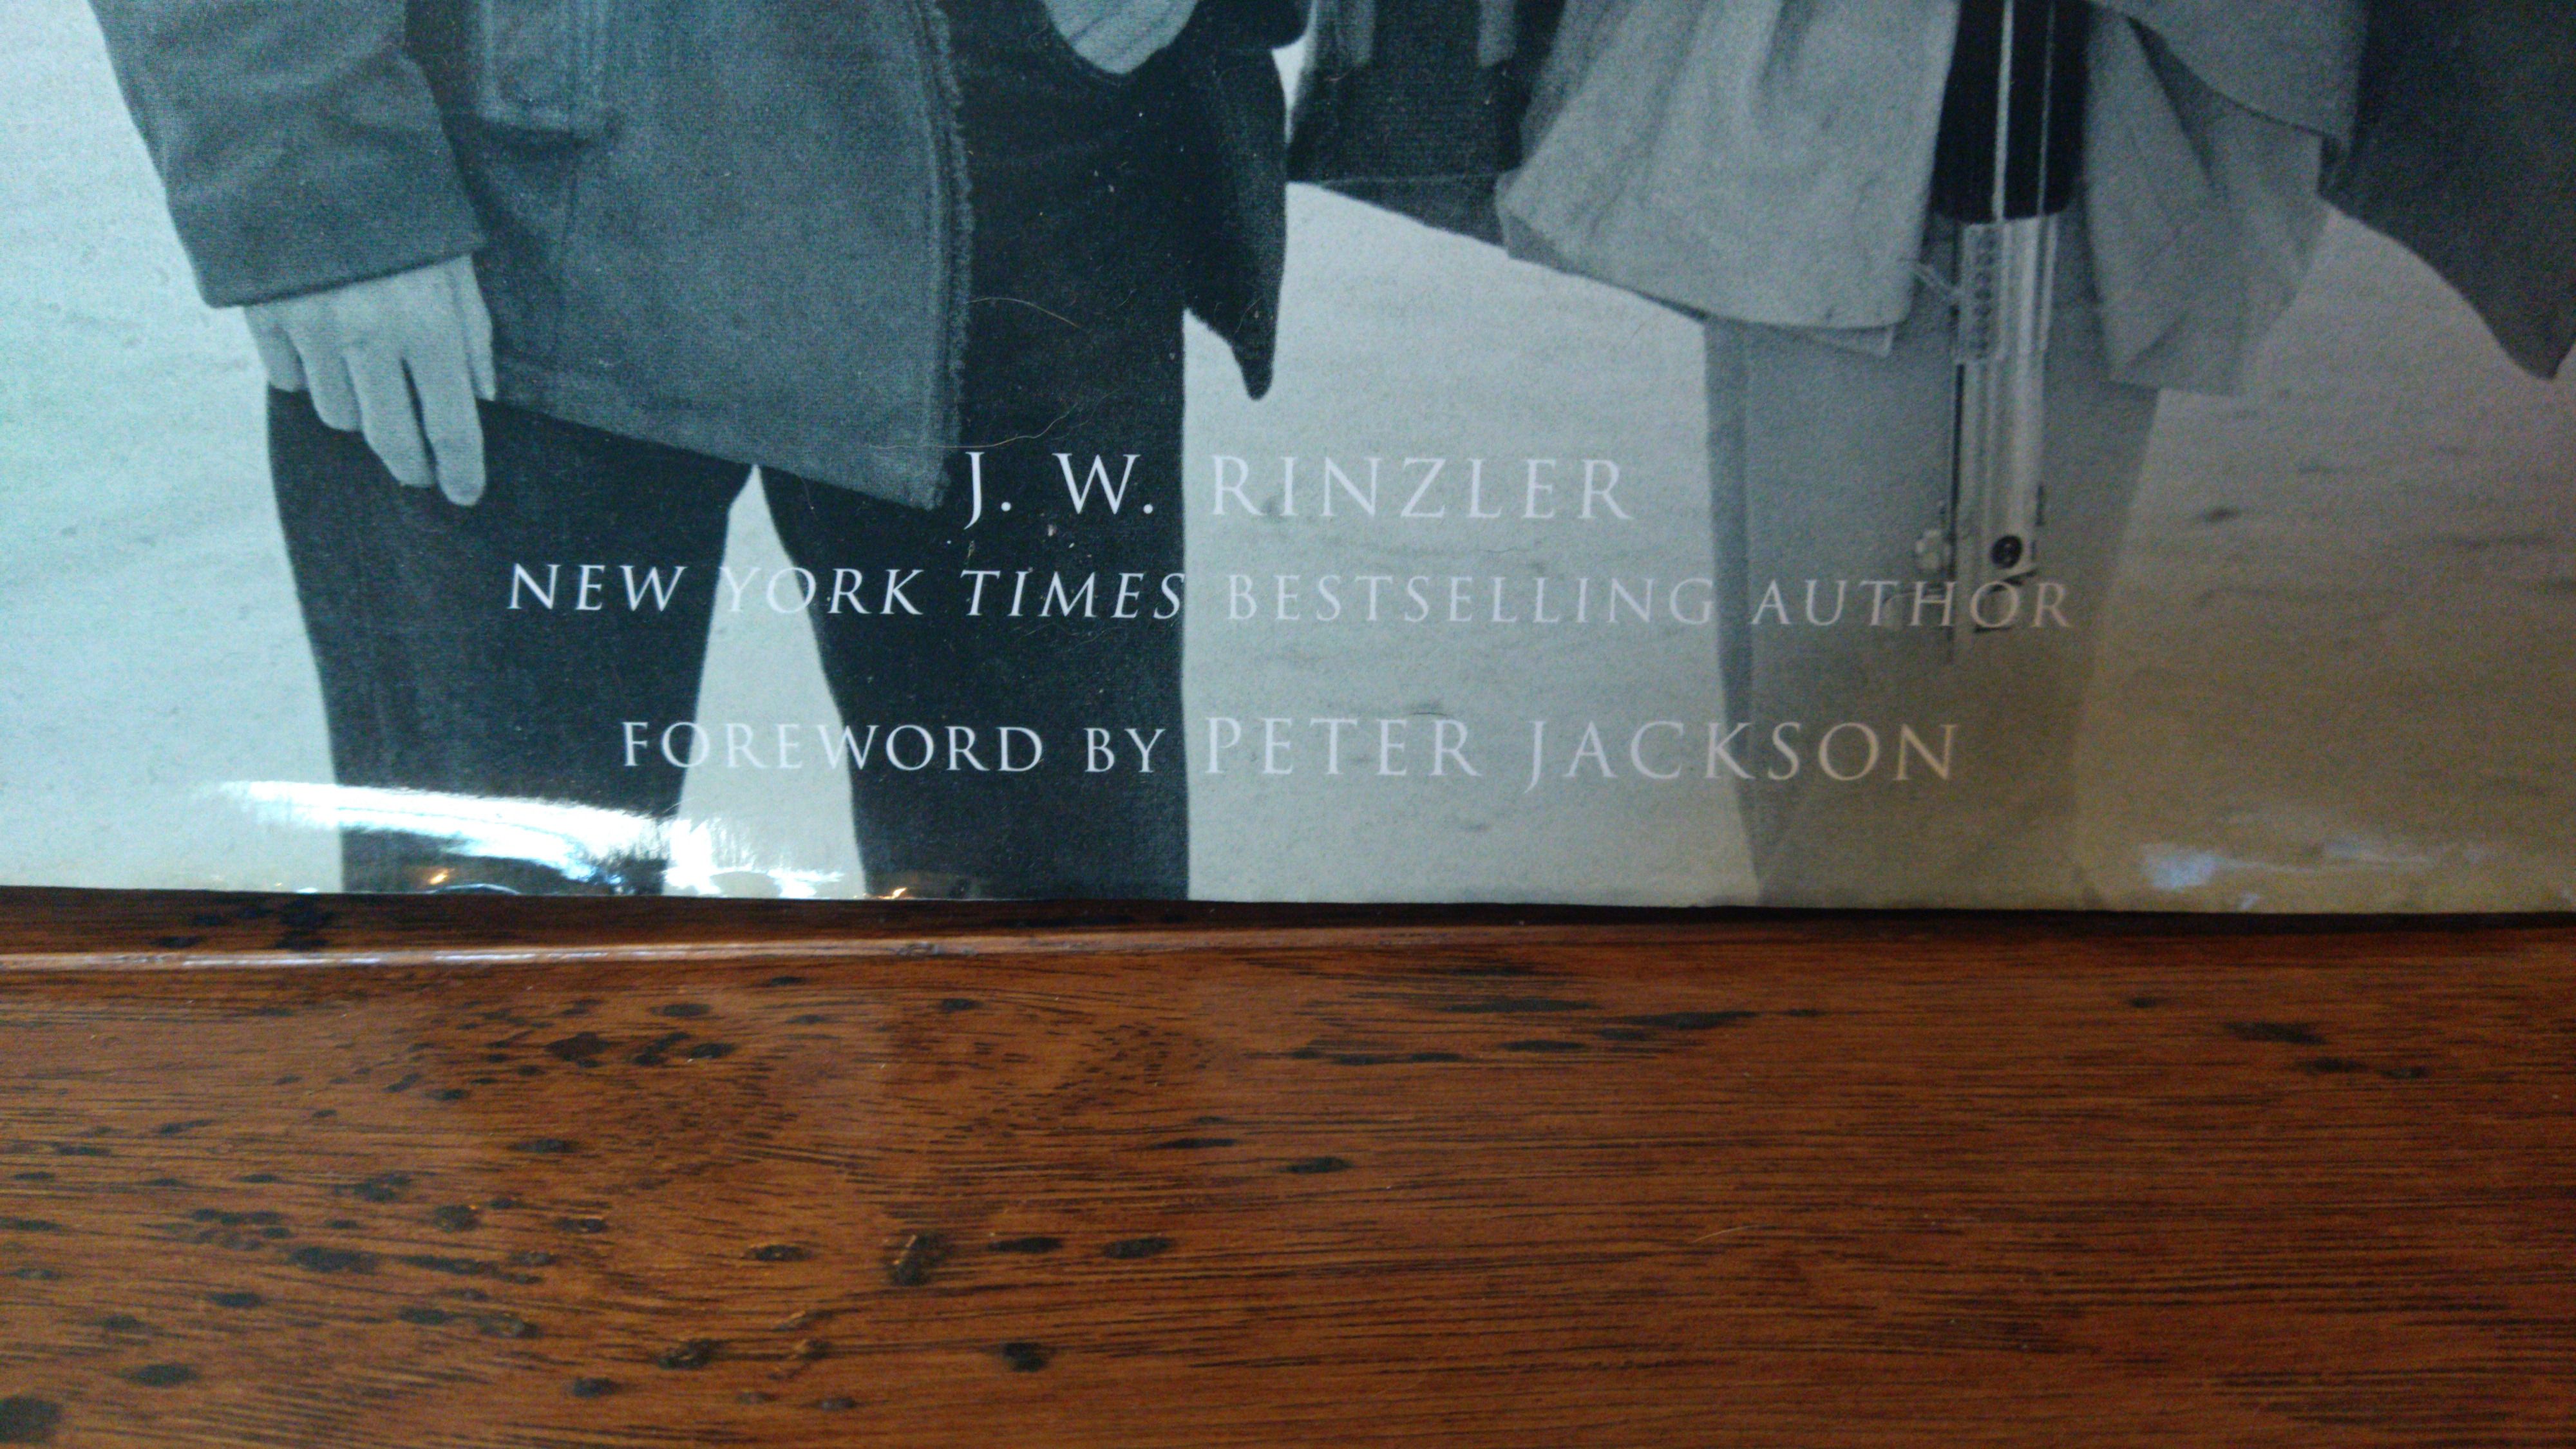 J. W. RINZLER
NEW YORK TIMES BESTSELLING AUTHOR
FOREWORD BY PETER JACKSON